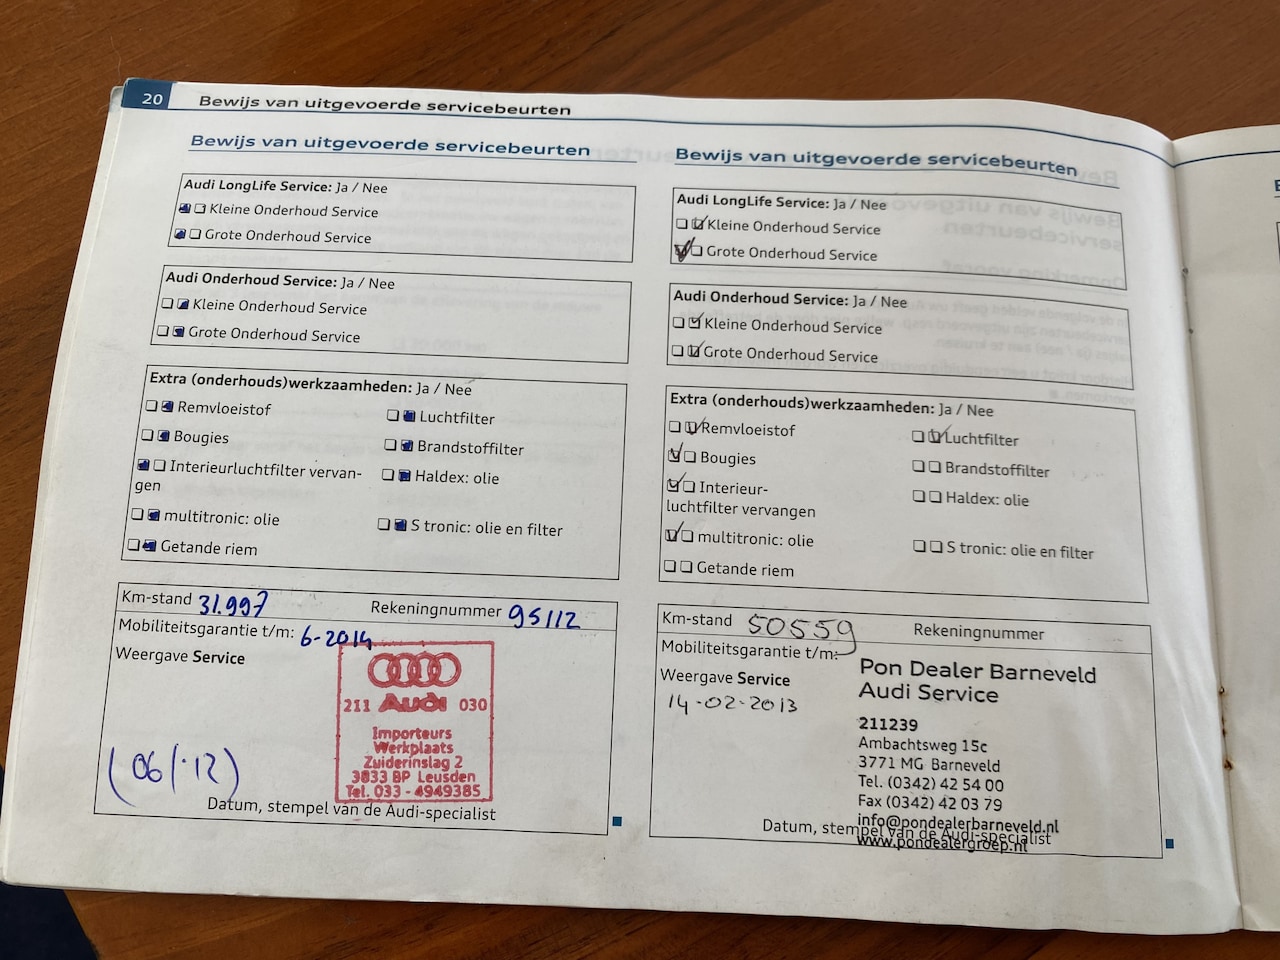 20 Bewijs van uitgevoerde servicebeurten
Bewijs van uitgevoerde servicebeurten
Audi LongLife Service: Ja / Nee
Kleine Onderhoud Service
Grote Onderhoud Service
Audi Onderhoud Service: Ja / Nee
Kleine Onderhoud Service
Grote Onderhoud Service
Extra (onderhouds)werkzaamheden: Ja / Nee
Remvloeistof Luchtfilter
Bougies Brandstoffilter
Interieurluchtfilter vervan- Haldex: olie
gen
multitronic: olie S tronic: olie en filter
Getande riem
Km-stand 31.997 Rekeningnummer 95112
Mobiliteitsgarantie t/m: 6-2014
Weergave Service
211 Audi 030
Importeurs
Werkplaats
Zuiderinslag 2
3833 BP Leusden
Tel. 033 - 4949385
(06/'12)
Datum, stempel van de Audi-specialist
Bewijs van uitgevoerde servicebeurten
Audi LongLife Service: Ja / Nee
Kleine Onderhoud Service
Grote Onderhoud Service
Audi Onderhoud Service: Ja / Nee
Kleine Onderhoud Service
Grote Onderhoud Service
Extra (onderhouds)werkzaamheden: Ja / Nee
Remvloeistof Luchtfilter
Bougies Brandstoffilter
Interieur- Haldex: olie
luchtfilter vervangen
multitronic: olie S tronic: olie en filter
Getande riem
Km-stand 50559 Rekeningnummer
Mobiliteitsgarantie t/m:
Weergave Service
14-02-2013
Pon Dealer Barneveld
Audi Service
211239
Ambachtsweg 15c
3771 MG Barneveld
Tel. (0342) 42 54 00
Fax (0342) 42 03 79
info@pondealerbarneveld.nl
Datum, stempel van de Audi-specialist
www.pondealergroep.nl